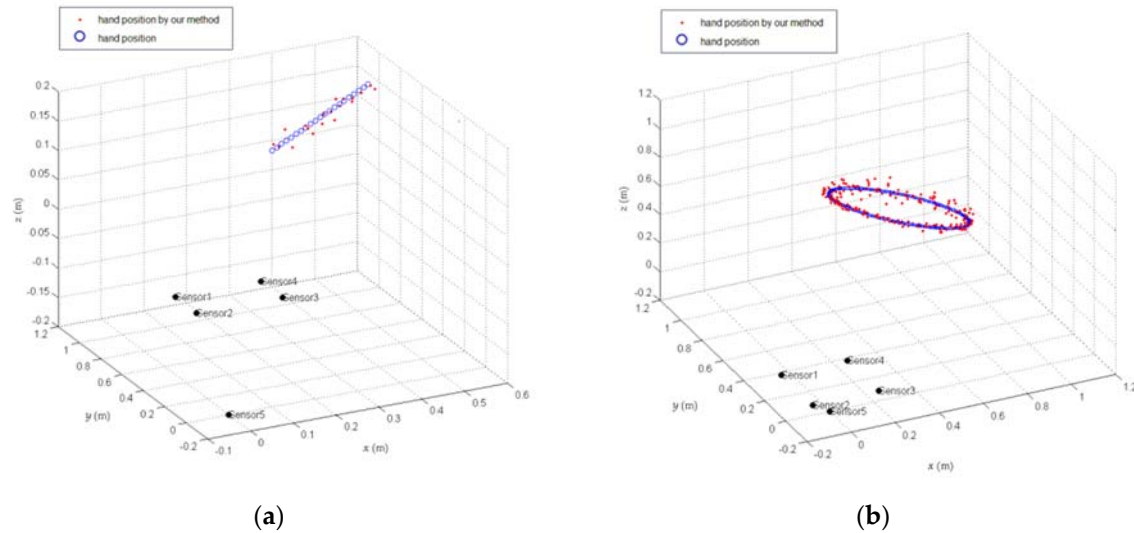 hand position by our method
hand position
0.2
0.15
0.1
0.05
0
-0.05
-0.1
-0.15
-0.2
z (m)
1.2
1
0.8
0.6
0.4
0.2
0
-0.2
y (m)
-0.1
0
0.1
0.2
0.3
0.4
0.5
0.6
x (m)
Sensor4
Sensor1
Sensor3
Sensor2
Sensor5
(a)
hand position by our method
hand position
1.2
1
0.8
0.6
0.4
0.2
0
-0.2
z (m)
1.2
1
0.8
0.6
0.4
0.2
0
-0.2
y (m)
-0.2
0
0.2
0.4
0.6
0.8
1
1.2
x (m)
Sensor4
Sensor1
Sensor3
Sensor2
Sensor5
(b)